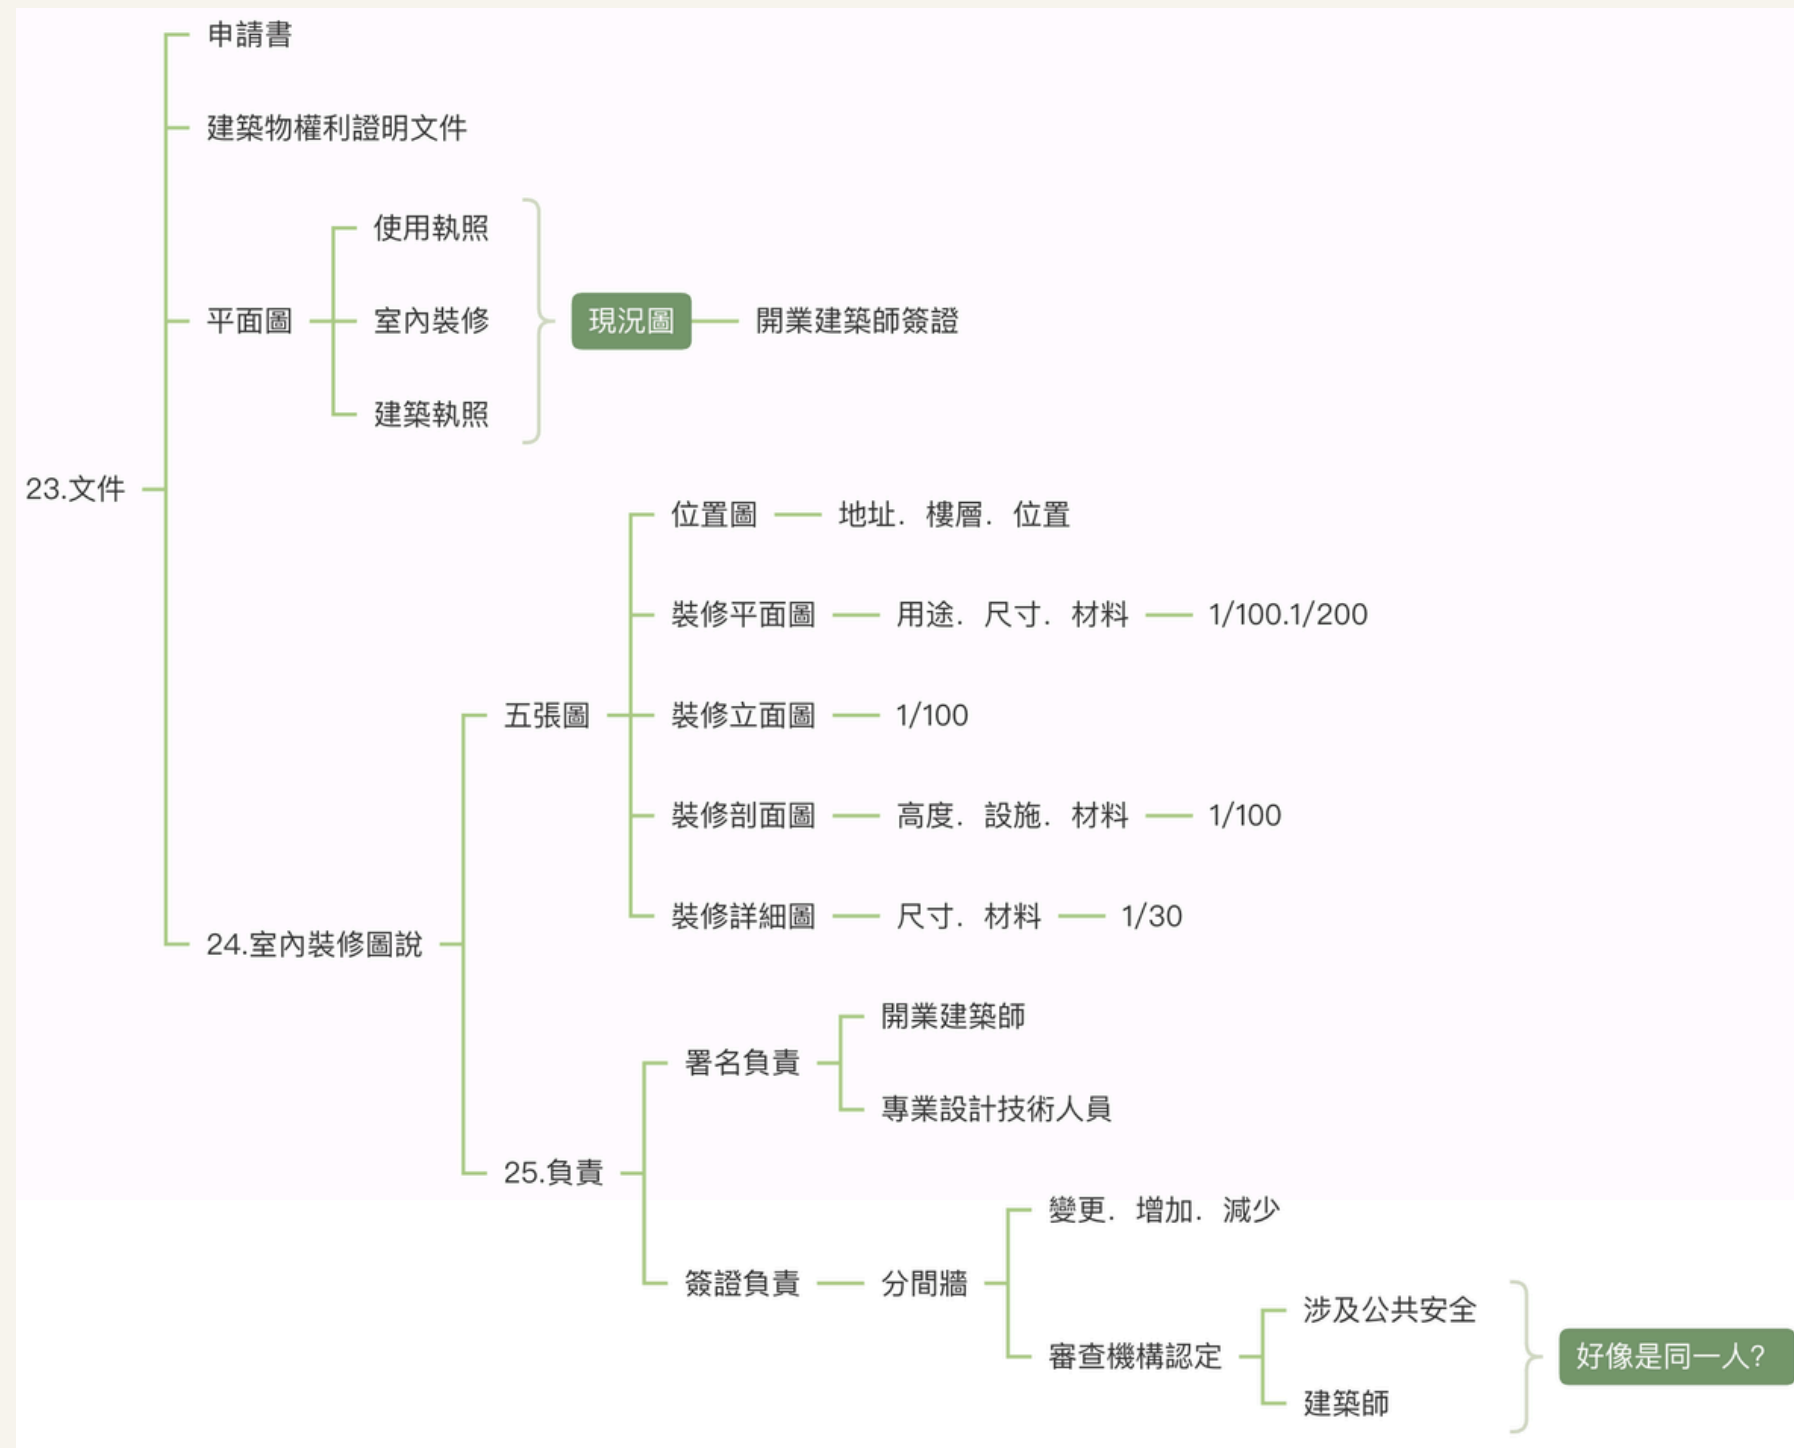 申請書
建築物權利證明文件
使用執照
平面圖
室內裝修
現況圖
開業建築師簽證
建築執照
23.文件
位置圖
地址．樓層．位置
裝修平面圖
用途．尺寸．材料
1/100.1/200
五張圖
裝修立面圖
1/100
裝修剖面圖
高度．設施．材料
1/100
裝修詳細圖
尺寸．材料
1/30
24.室內裝修圖說
開業建築師
署名負責
專業設計技術人員
25.負責
變更．增加．減少
簽證負責
分間牆
涉及公共安全
審查機構認定
好像是同一人?
建築師